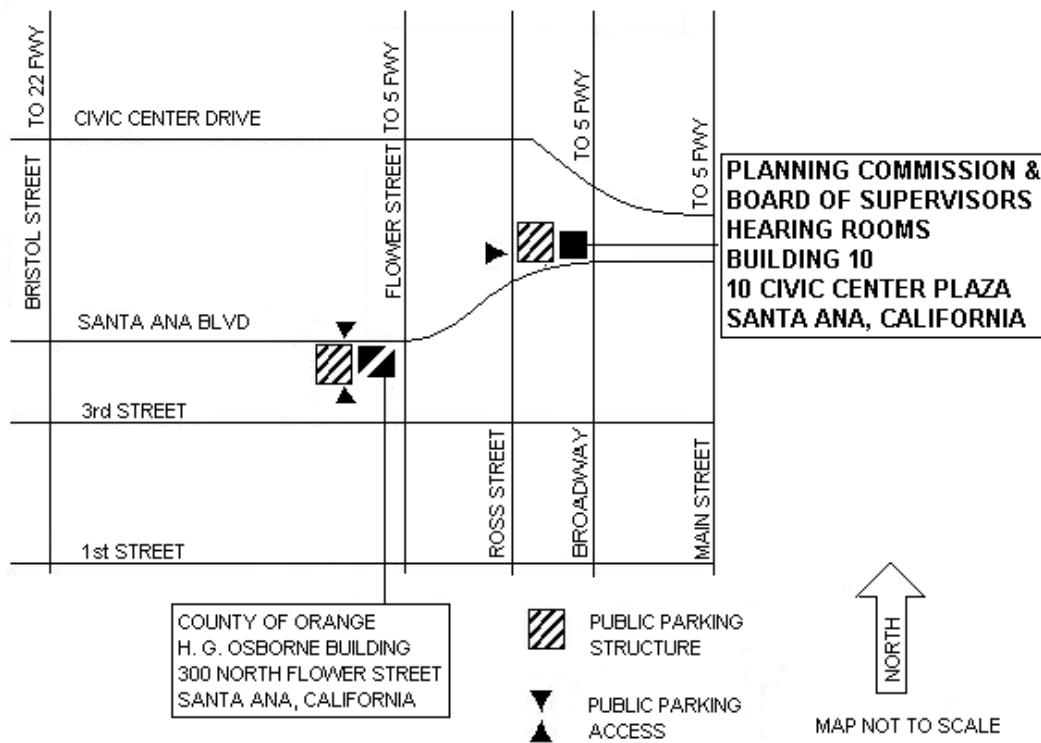 TO 22 FWY
TO 5 FWY
TO 5 FWY
TO 5 FWY
CIVIC CENTER DRIVE
BRISTOL STREET
FLOWER STREET
PLANNING COMMISSION &
BOARD OF SUPERVISORS
HEARING ROOMS
BUILDING 10
10 CIVIC CENTER PLAZA
SANTA ANA, CALIFORNIA
SANTA ANA BLVD
3rd STREET
ROSS STREET
BROADWAY
MAIN STREET
1st STREET
COUNTY OF ORANGE
H. G. OSBORNE BUILDING
300 NORTH FLOWER STREET
SANTA ANA, CALIFORNIA
PUBLIC PARKING
STRUCTURE
PUBLIC PARKING
ACCESS
NORTH
MAP NOT TO SCALE